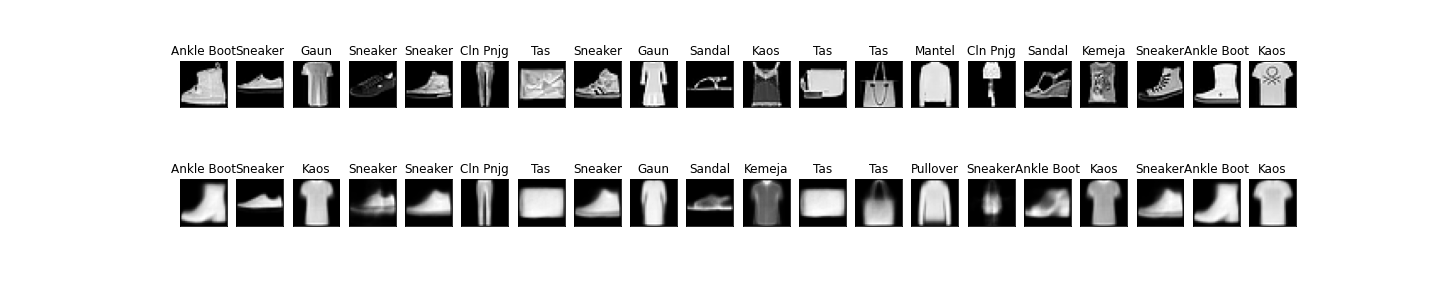 Ankle Boot Sneaker Gaun Sneaker Sneaker Cln Pnjg Tas Sneaker Gaun Sandal Kaos Tas Tas Mantel Cln Pnjg Sandal Kemeja Sneaker Ankle Boot Kaos
Ankle Boot Sneaker Kaos Sneaker Sneaker Cln Pnjg Tas Sneaker Gaun Sandal Kemeja Tas Tas Pullover Sneaker Ankle Boot Kaos Sneaker Ankle Boot Kaos